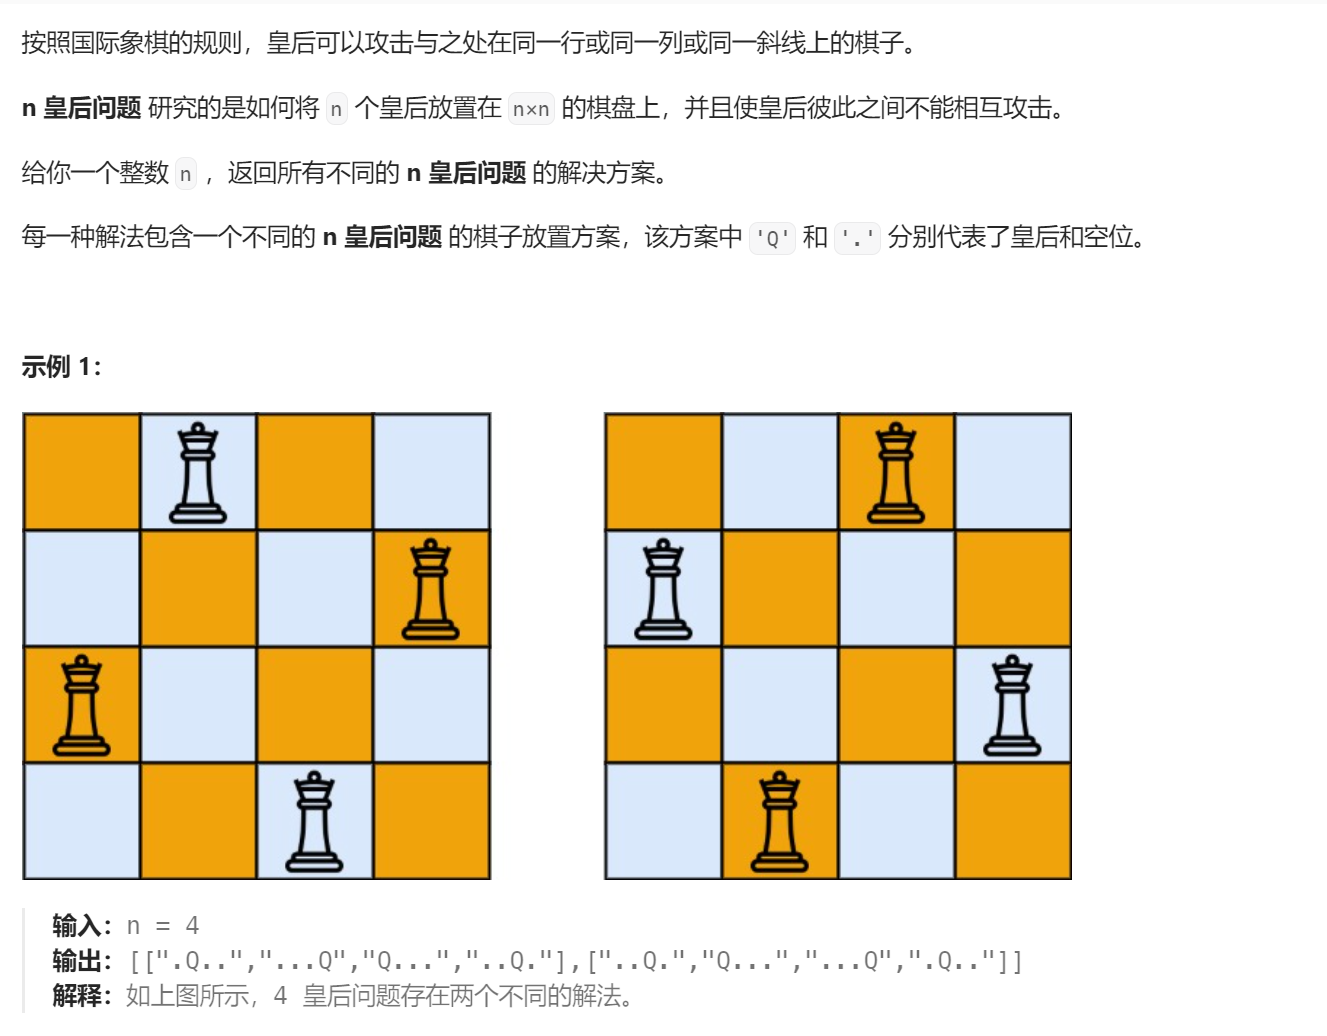 按照国际象棋的规则，皇后可以攻击与之处在同一行或同一列或同一斜线上的棋子。
n 皇后问题 研究的是如何将 n 个皇后放置在 n×n 的棋盘上，并且使皇后彼此之间不能相互攻击。
给你一个整数 n ，返回所有不同的 n 皇后问题 的解决方案。
每一种解法包含一个不同的 n 皇后问题 的棋子放置方案，该方案中 'Q' 和 '.' 分别代表了皇后和空位。
示例 1：
输入：n = 4
输出：[[".Q..","...Q","Q...","..Q."],["..Q.","Q...","...Q",".Q.."]]
解释：如上图所示，4 皇后问题存在两个不同的解法。